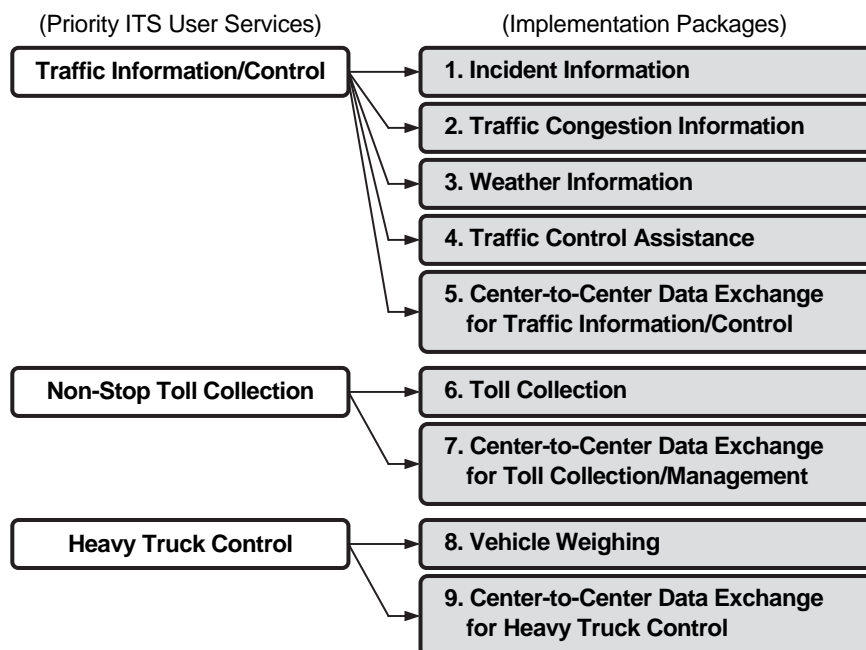 (Priority ITS User Services)
(Implementation Packages)
Traffic Information/Control
1. Incident Information
2. Traffic Congestion Information
3. Weather Information
4. Traffic Control Assistance
5. Center-to-Center Data Exchange
for Traffic Information/Control
Non-Stop Toll Collection
6. Toll Collection
7. Center-to-Center Data Exchange
for Toll Collection/Management
Heavy Truck Control
8. Vehicle Weighing
9. Center-to-Center Data Exchange
for Heavy Truck Control